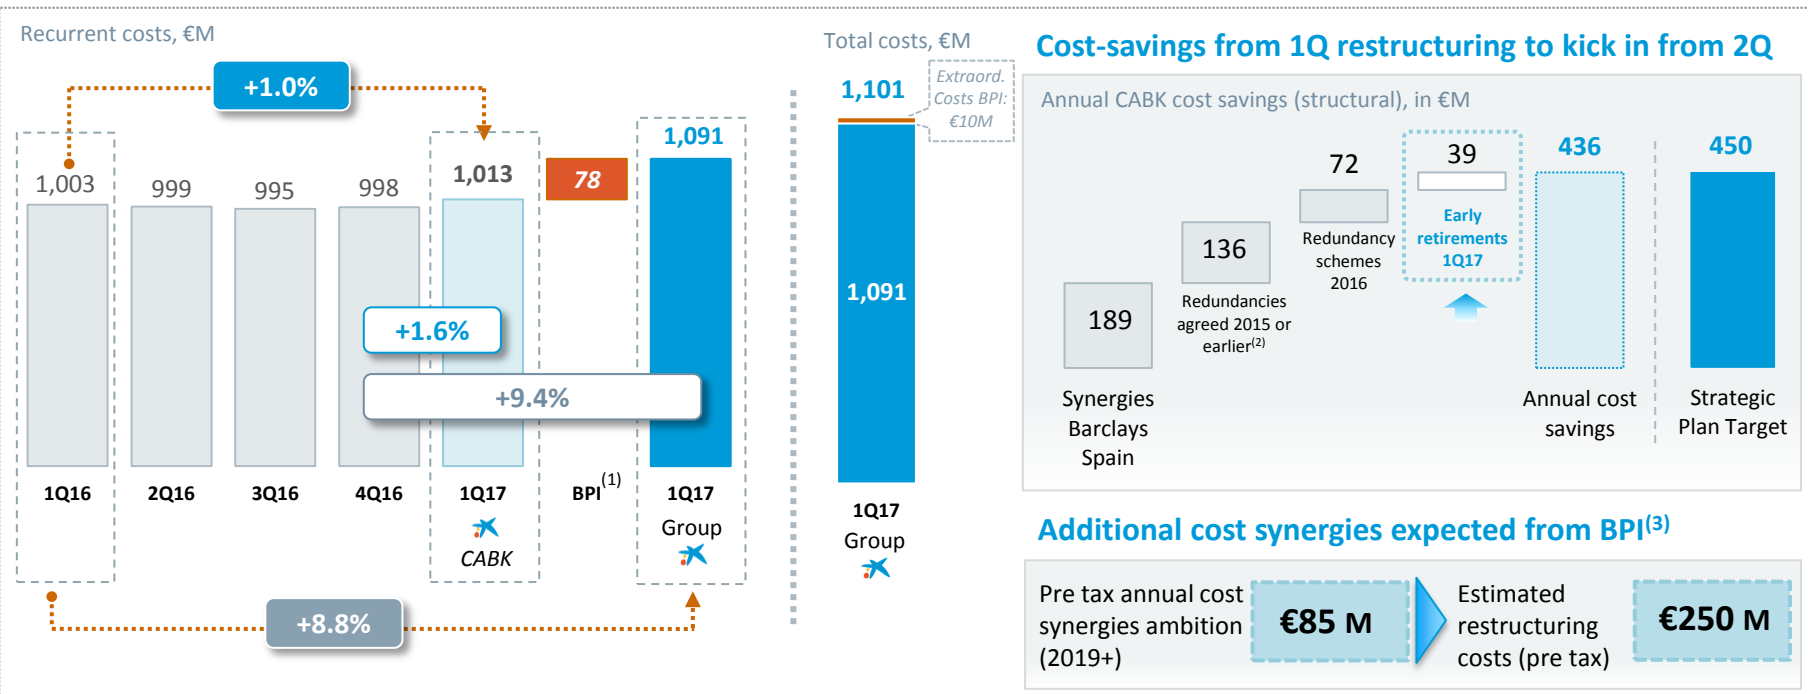 Recurrent costs, €M
+1.0%
1,003
999
995
998
1,013
78
1,091
+1.6%
+9.4%
1Q16
2Q16
3Q16
4Q16
1Q17
CABK
BPI(1)
1Q17
Group
+8.8%
Total costs, €M
1,101
Extraord.
Costs BPI:
€10M
1,091
1Q17
Group
Cost-savings from 1Q restructuring to kick in from 2Q
Annual CABK cost savings (structural), in €M
189
Synergies
Barclays
Spain
136
Redundancies
agreed 2015 or
earlier(2)
72
Redundancy
schemes
2016
39
Early
retirements
1Q17
436
Annual cost
savings
450
Strategic
Plan Target
Additional cost synergies expected from BPI(3)
Pre tax annual cost
synergies ambition
(2019+)
€85 M
Estimated
restructuring
costs (pre tax)
€250 M